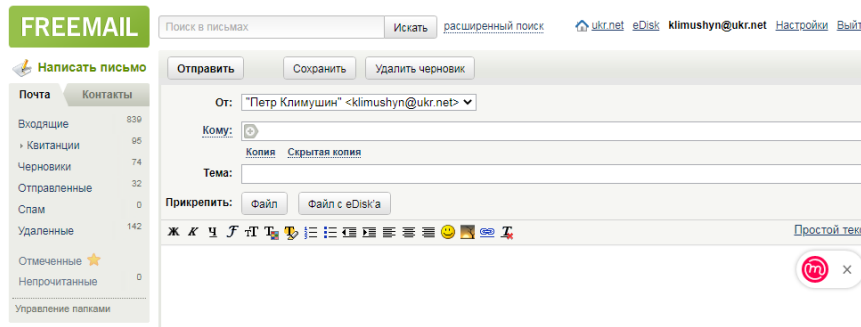 FREEMAIL
Поиск в письмах Искать расширенный поиск ukr.net eDisk klimushyn@ukr.net Настройки
Написать письмо
Отправить Сохранить Удалить черновик
Почта Контакты
От: "Петр Климушин" <klimushyn@ukr.net>
Входящие 839
Кому:
› Квитанции 95
Копия Скрытая копия
Черновики 74
Тема:
Отправленные 32
Прикрепить: Файл Файл с eDisk'а
Спам 0
Удаленные 142
Ж К Ч F тТ Простой
Отмеченные
Непрочитанные 0
Управление папками